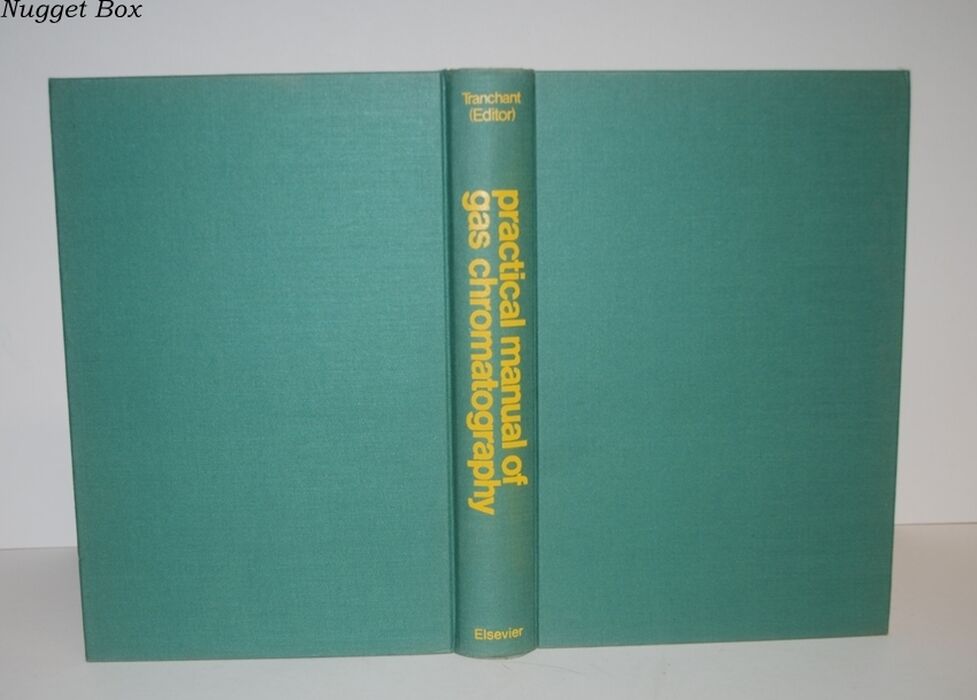 Nugget Box
Tranchant
(Editor)
practical manual of
gas chromatography
Elsevier